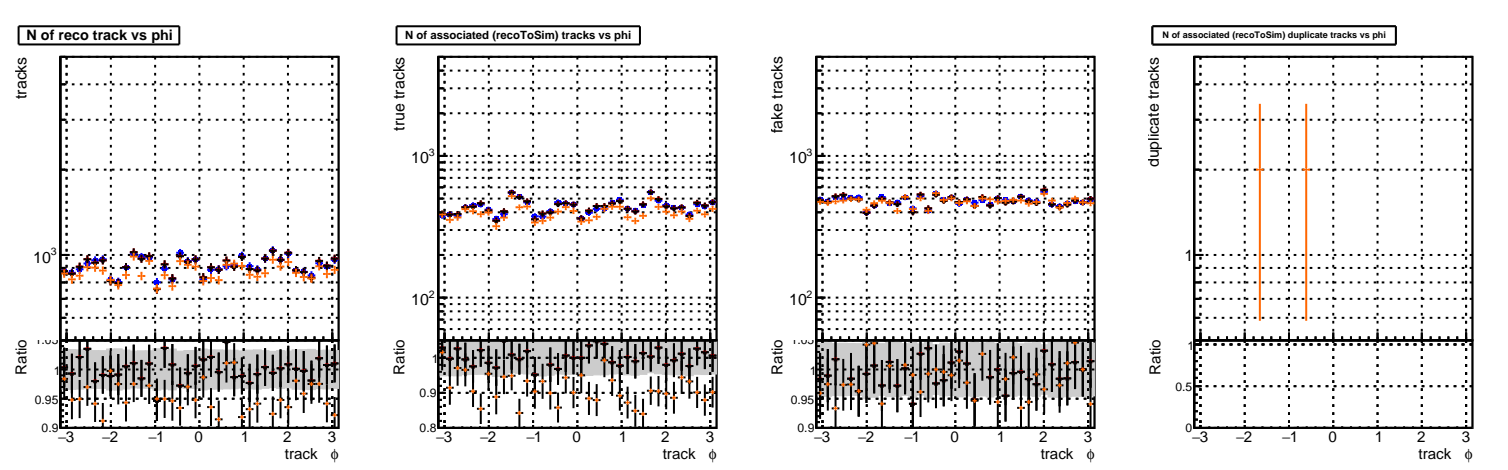 N of reco track vs phi
tracks
10³
Ratio
1.05
1
0.95
0.9
−3 −2 −1 0 1 2 3
track ϕ
N of associated (recoToSim) tracks vs phi
true tracks
10³
10²
Ratio
1
0.9
0.8
−3 −2 −1 0 1 2 3
track ϕ
fake tracks
10³
10²
Ratio
1
0.95
0.9
−3 −2 −1 0 1 2 3
track ϕ
N of associated (recoToSim) duplicate tracks vs phi
duplicate tracks
1
Ratio
1
0.5
0
−3 −2 −1 0 1 2 3
track ϕ